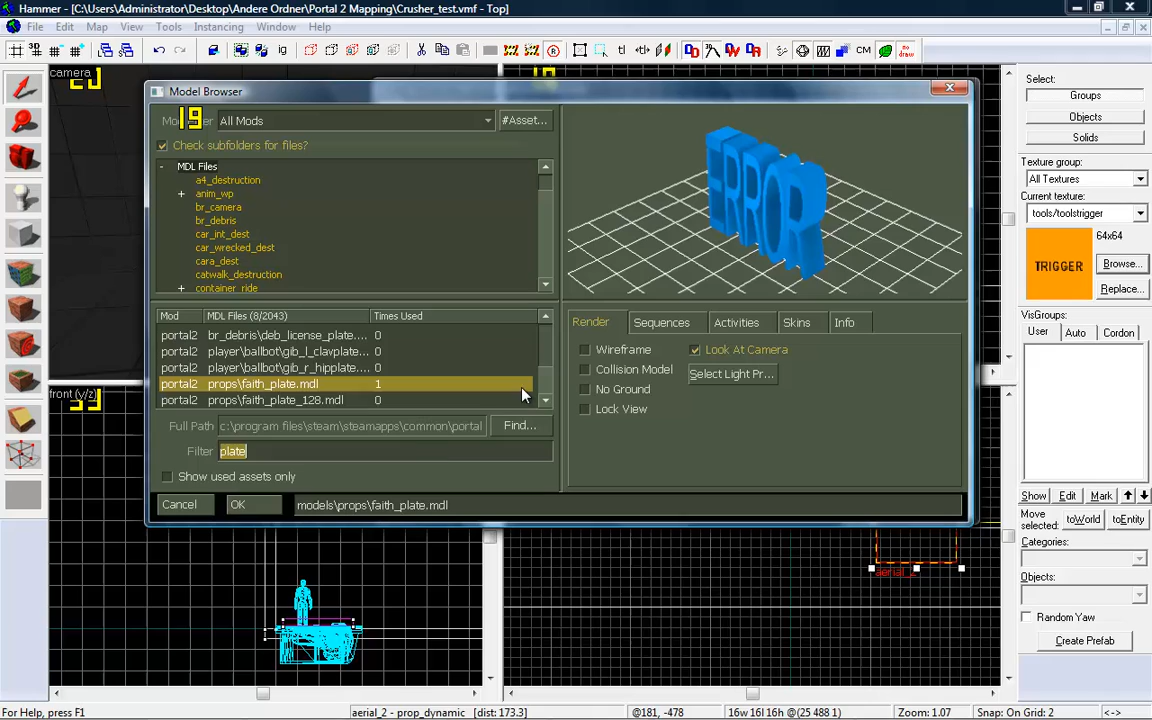 Hammer - [C:\Users\Administrator\Desktop\Andere Ordner\Portal 2 Mapping\Crusher_test.vmf - Top]
File Edit Map View Tools Instancing Window Help
camera
Model Browser
19
All Mods
#Asset...
Check subfolders for files?
MDL Files
a4_destruction
anim_wp
br_camera
br_debris
car_int_dest
car_wrecked_dest
cara_dest
catwalk_destruction
container_ride
ERROR
Mod MDL Files (8/2043) Times Used
portal2 br_debris\deb_license_plate.... 0
portal2 player\ballbot\gib_l_clavplate... 0
portal2 player\ballbot\gib_r_hipplate.... 0
portal2 props\faith_plate.mdl 1
portal2 props\faith_plate_128.mdl 0
Full Path c:\program files\steam\steamapps\common\portal
Find...
Filter plate
Show used assets only
Cancel OK models\props\faith_plate.mdl
Render Sequences Activities Skins Info
Wireframe
Look At Camera
Collision Model
Select Light Pr...
No Ground
Lock View
Select:
Groups
Objects
Solids
Texture group:
All Textures
Current texture:
tools/toolstrigger
TRIGGER
64x64
Browse...
Replace...
VisGroups:
User Auto Cordon
Show Edit Mark
Move selected:
toWorld toEntity
Categories:
Objects:
Random Yaw
Create Prefab
front (y/z)
aerial_2
For Help, press F1
aerial_2 - prop_dynamic [dist: 173.3]
@181, -478
16w 16l 16h @(25 488 1)
Zoom: 1.07
Snap: On Grid: 2
<->